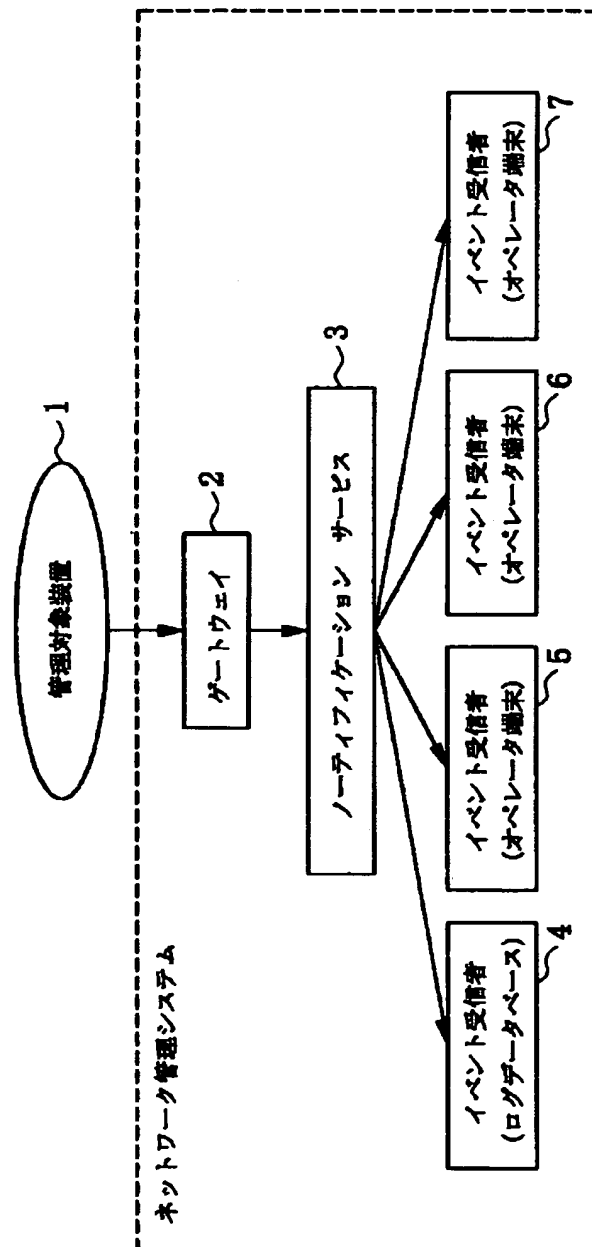 1
管理対象装置
ネットワーク管理システム
2
ゲートウェイ
3
ノーティフィケーション サービス
イベント受信者
(ログデータベース)
4
イベント受信者
(オペレータ端末)
5
イベント受信者
(オペレータ端末)
6
イベント受信者
(オペレータ端末)
7